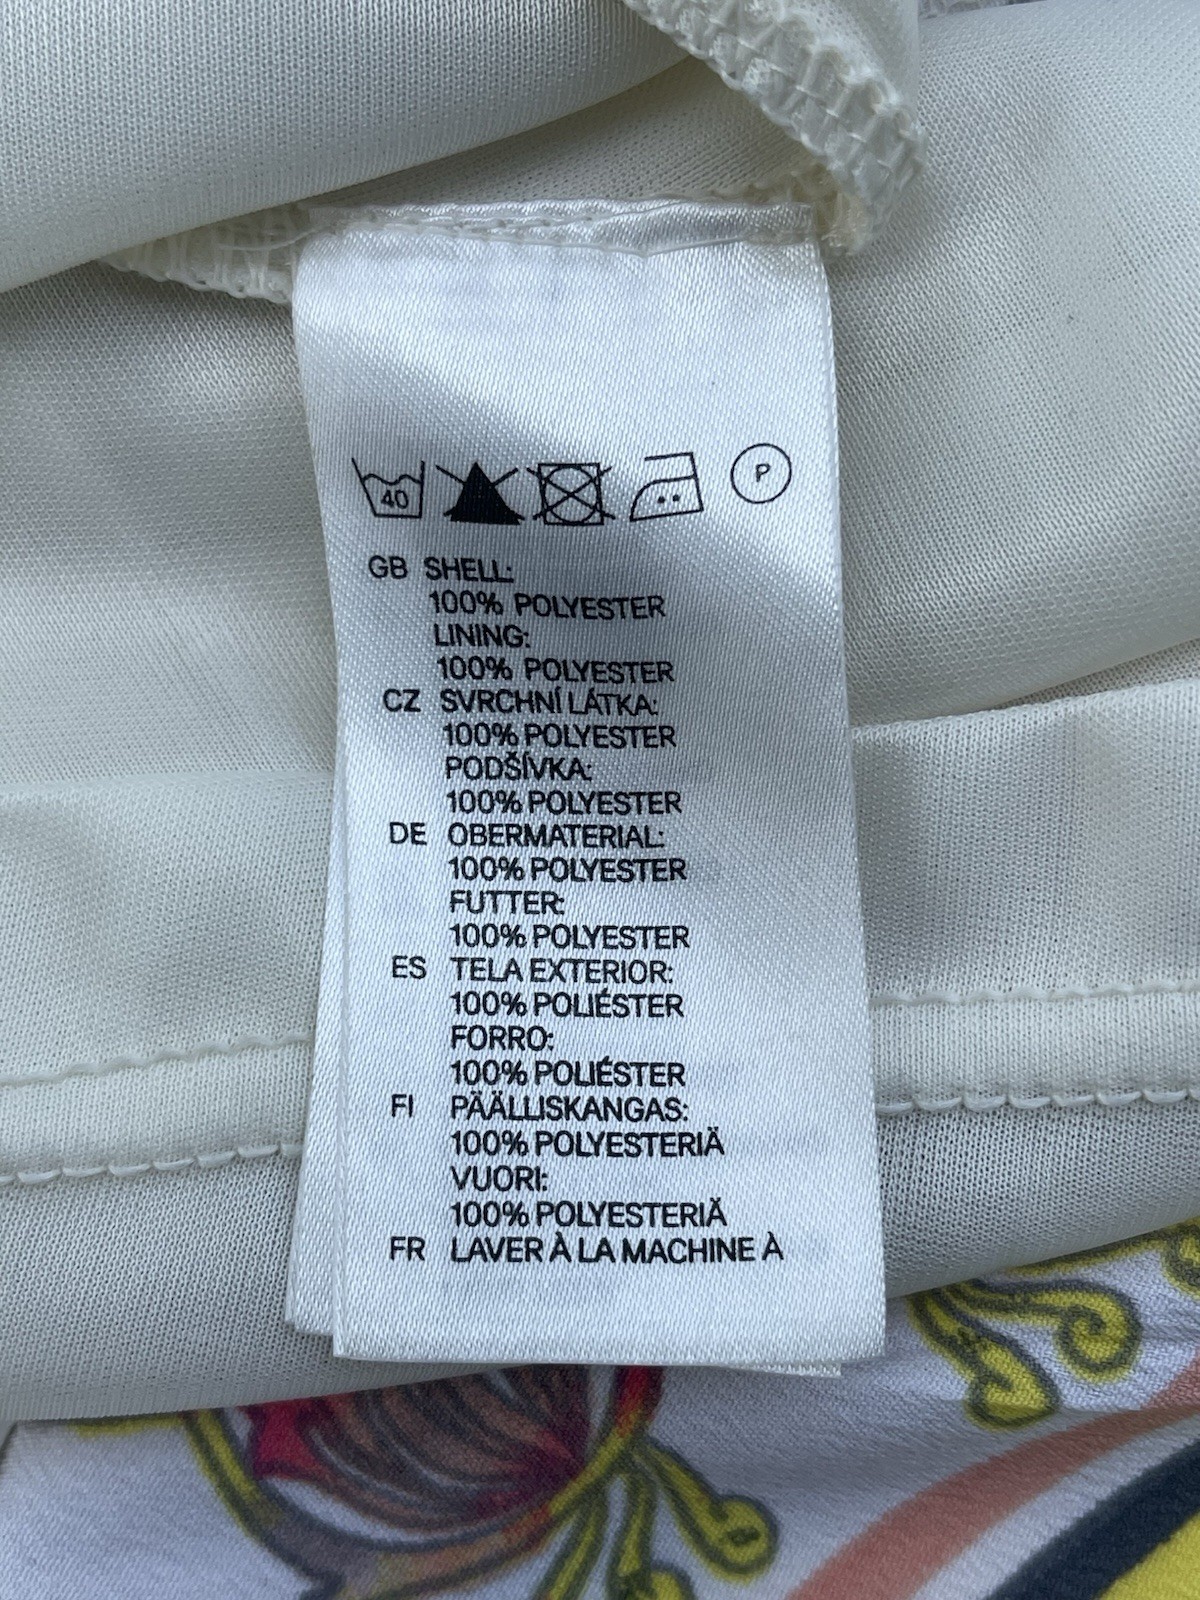 40 P
GB SHELL:
100% POLYESTER
LINING:
100% POLYESTER
CZ SVRCHNÍ LÁTKA:
100% POLYESTER
PODŠÍVKA:
100% POLYESTER
DE OBERMATERIAL:
100% POLYESTER
FUTTER:
100% POLYESTER
ES TELA EXTERIOR:
100% POLIÉSTER
FORRO:
100% POLIÉSTER
FI PÄÄLLISKANGAS:
100% POLYESTERIÄ
VUORI:
100% POLYESTERIÄ
FR LAVER À LA MACHINE À